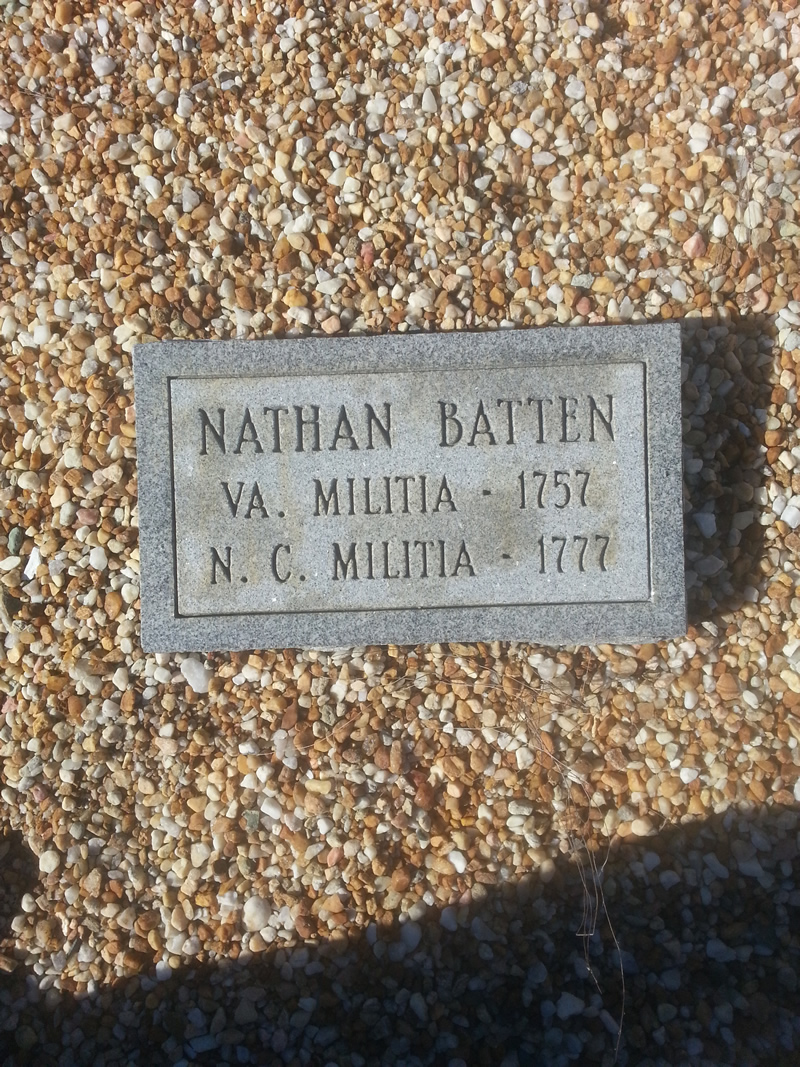 NATHAN BATTEN
VA. MILITIA - 1757
N. C. MILITIA - 1777